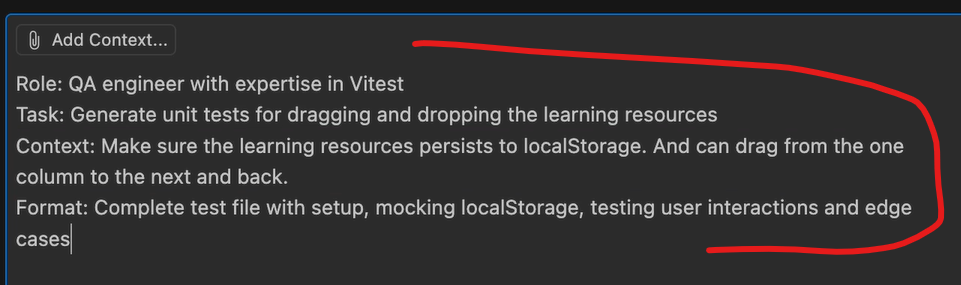 Add Context...
Role: QA engineer with expertise in Vitest
Task: Generate unit tests for dragging and dropping the learning resources
Context: Make sure the learning resources persists to localStorage. And can drag from the one
column to the next and back.
Format: Complete test file with setup, mocking localStorage, testing user interactions and edge
cases